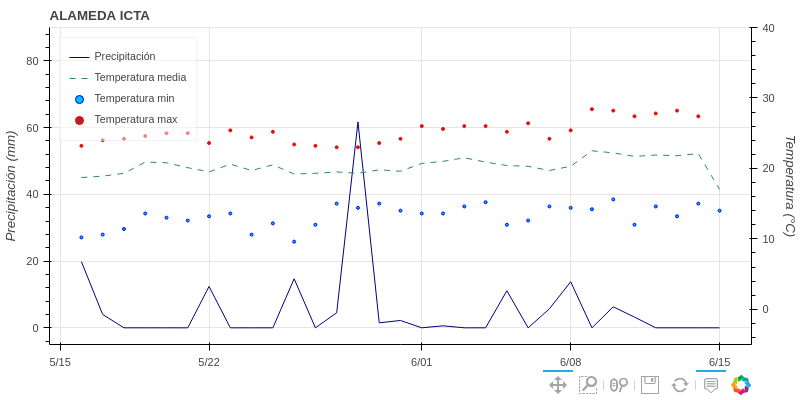 ALAMEDA ICTA
Precipitación
Temperatura media
Temperatura min
Temperatura max
Precipitación (mm)
80
60
40
20
0
40
30
20
10
0
Temperatura (°C)
5/15
5/22
6/01
6/08
6/15